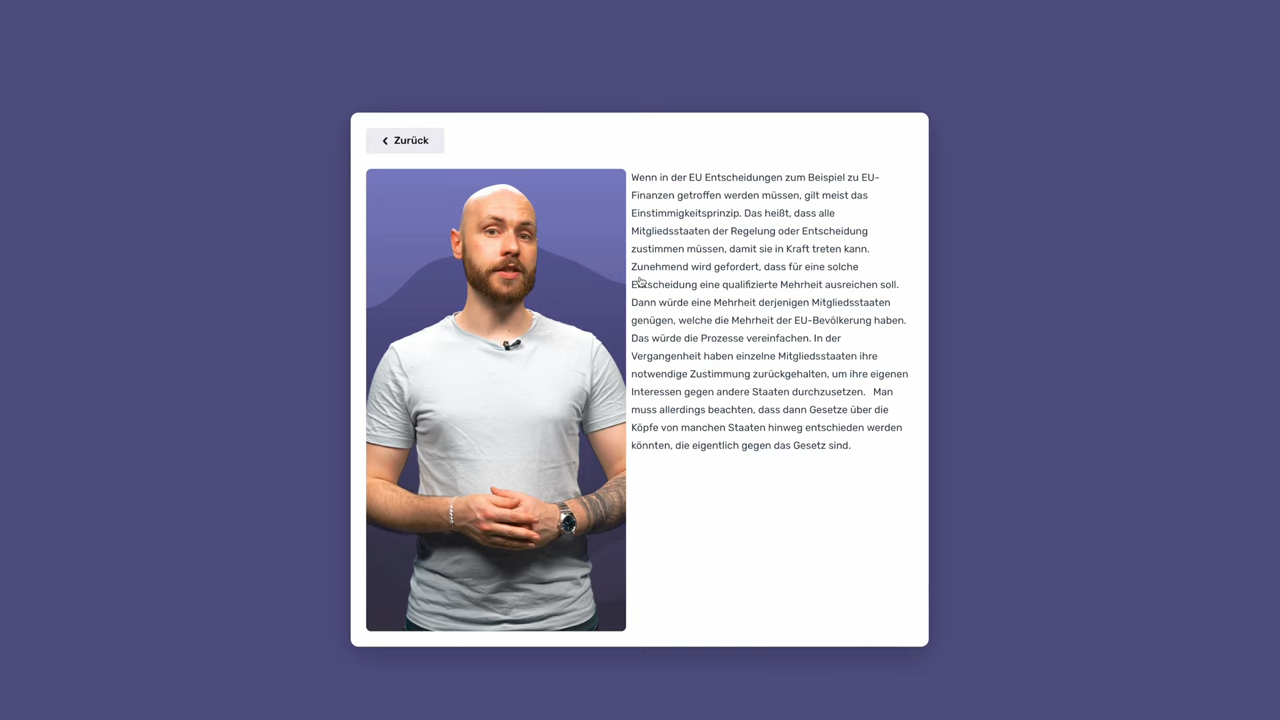 Zurück
Wenn in der EU Entscheidungen zum Beispiel zu EU-
Finanzen getroffen werden müssen, gilt meist das
Einstimmigkeitsprinzip. Das heißt, dass alle
Mitgliedsstaaten der Regelung oder Entscheidung
zustimmen müssen, damit sie in Kraft treten kann.
Zunehmend wird gefordert, dass für eine solche
Entscheidung eine qualifizierte Mehrheit ausreichen soll.
Dann würde eine Mehrheit derjenigen Mitgliedsstaaten
genügen, welche die Mehrheit der EU-Bevölkerung haben.
Das würde die Prozesse vereinfachen. In der
Vergangenheit haben einzelne Mitgliedsstaaten ihre
notwendige Zustimmung zurückgehalten, um ihre eigenen
Interessen gegen andere Staaten durchzusetzen.   Man
muss allerdings beachten, dass dann Gesetze über die
Köpfe von manchen Staaten hinweg entschieden werden
könnten, die eigentlich gegen das Gesetz sind.